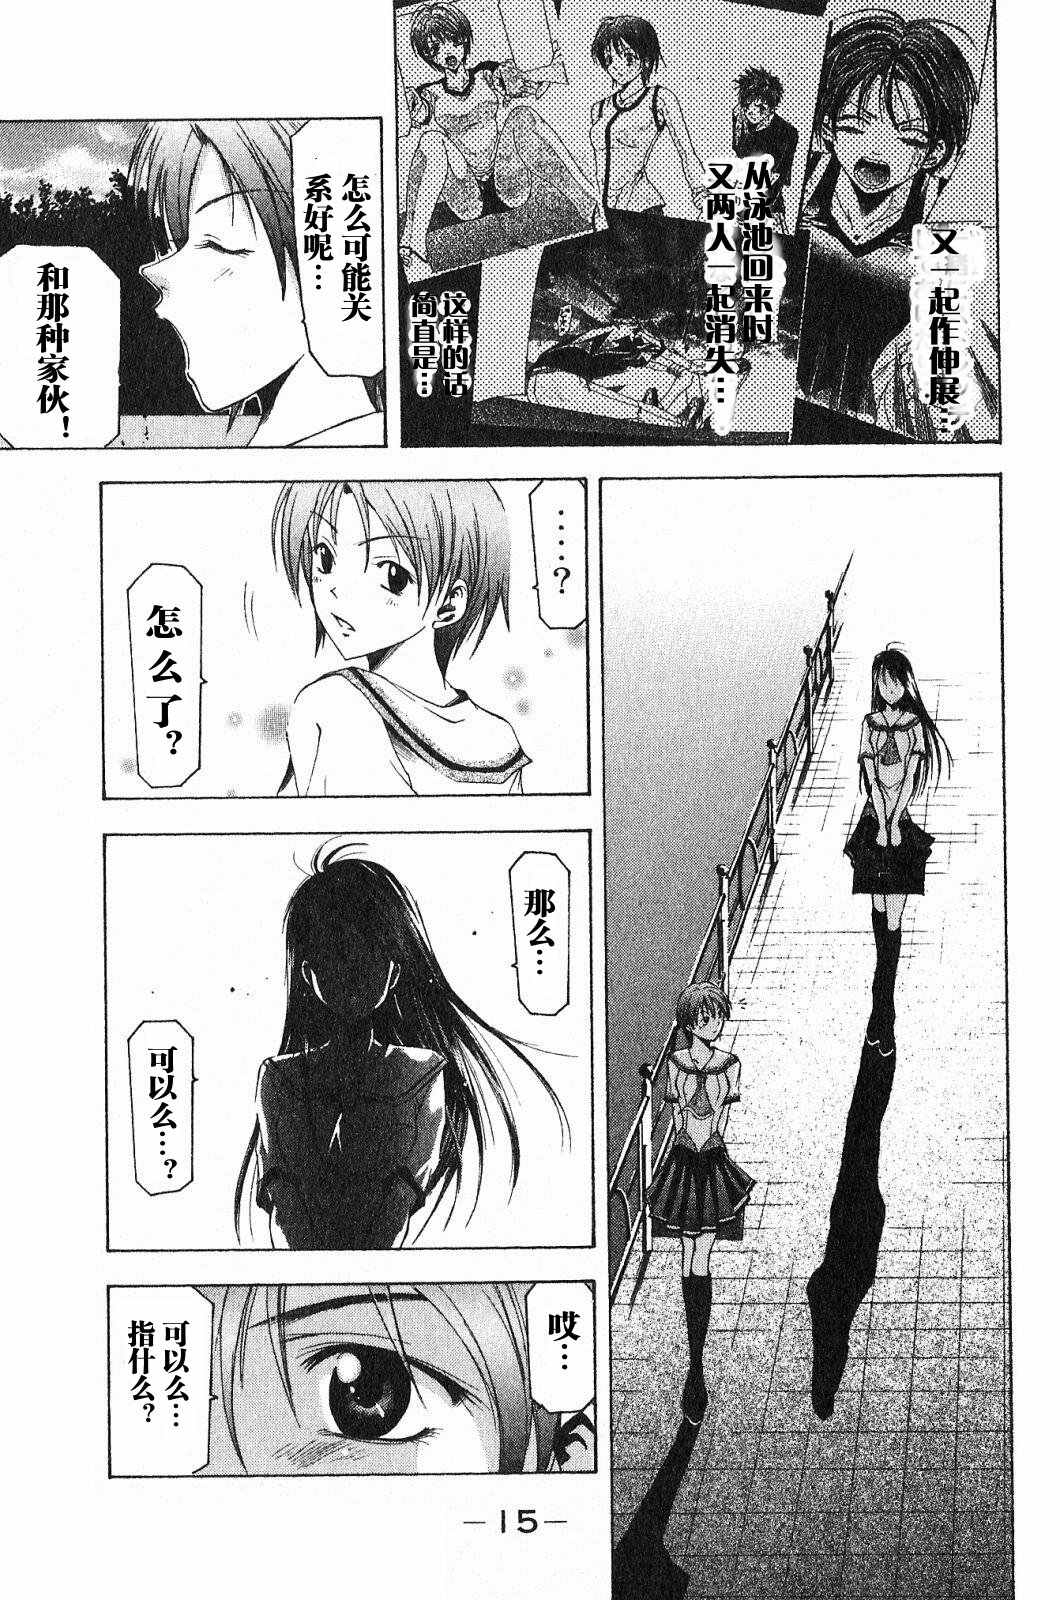 又一起作伸展…
从泳池回来时
又两人一起消失…
たり
这样的话
简直是…
怎么可能关
系好呢…
和那种家伙！
……？
怎么了？
那么…
可以么…？
哎…
可以么…
指什么？
—15—